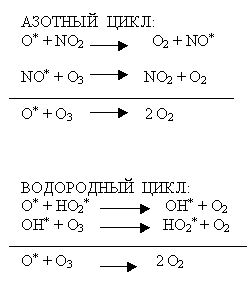 АЗОТНЫЙ ЦИКЛ:
O* + NO₂ → O₂ + NO*
NO* + O₃ → NO₂ + O₂
O* + O₃ → 2 O₂
ВОДОРОДНЫЙ ЦИКЛ:
O* + HO₂* → OH* + O₂
OH* + O₃ → HO₂* + O₂
O* + O₃ → 2 O₂